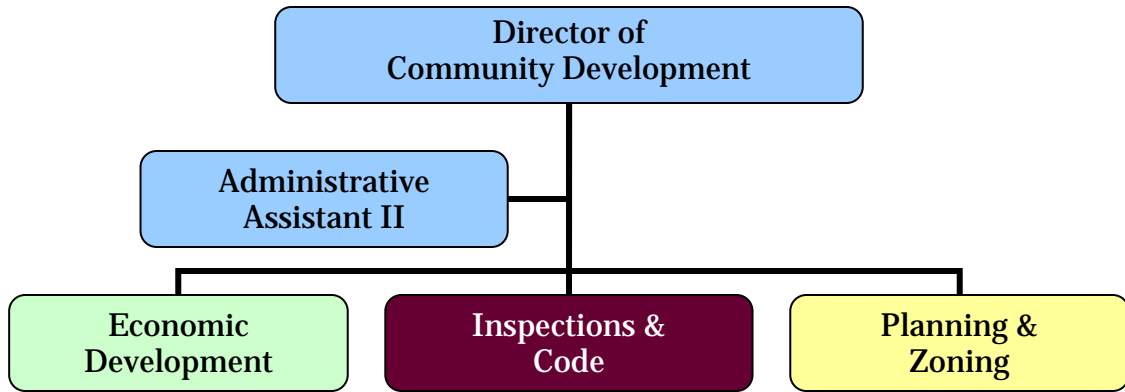 Director of
Community Development
Administrative
Assistant II
Economic
Development
Inspections &
Code
Planning &
Zoning